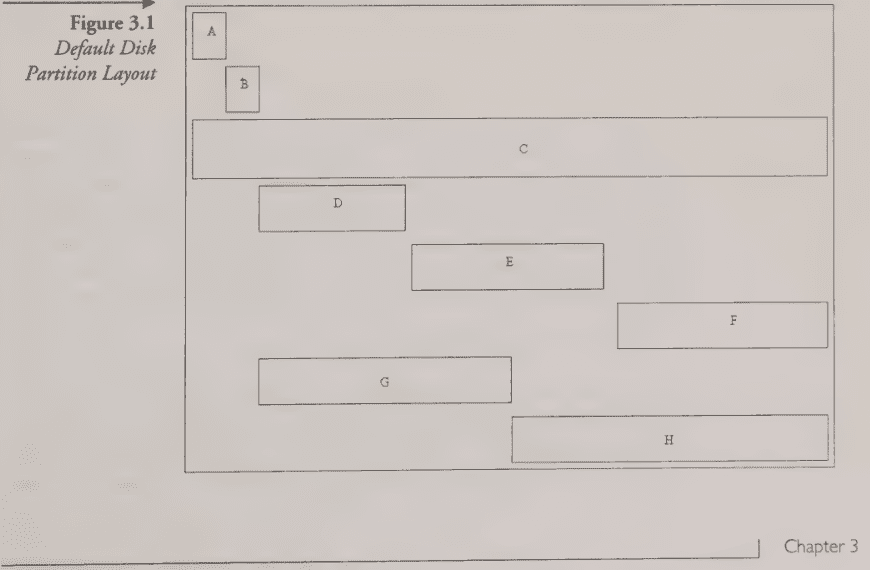 Figure 3.1
Default Disk
Partition Layout
A
B
C
D
E
F
G
H
Chapter 3